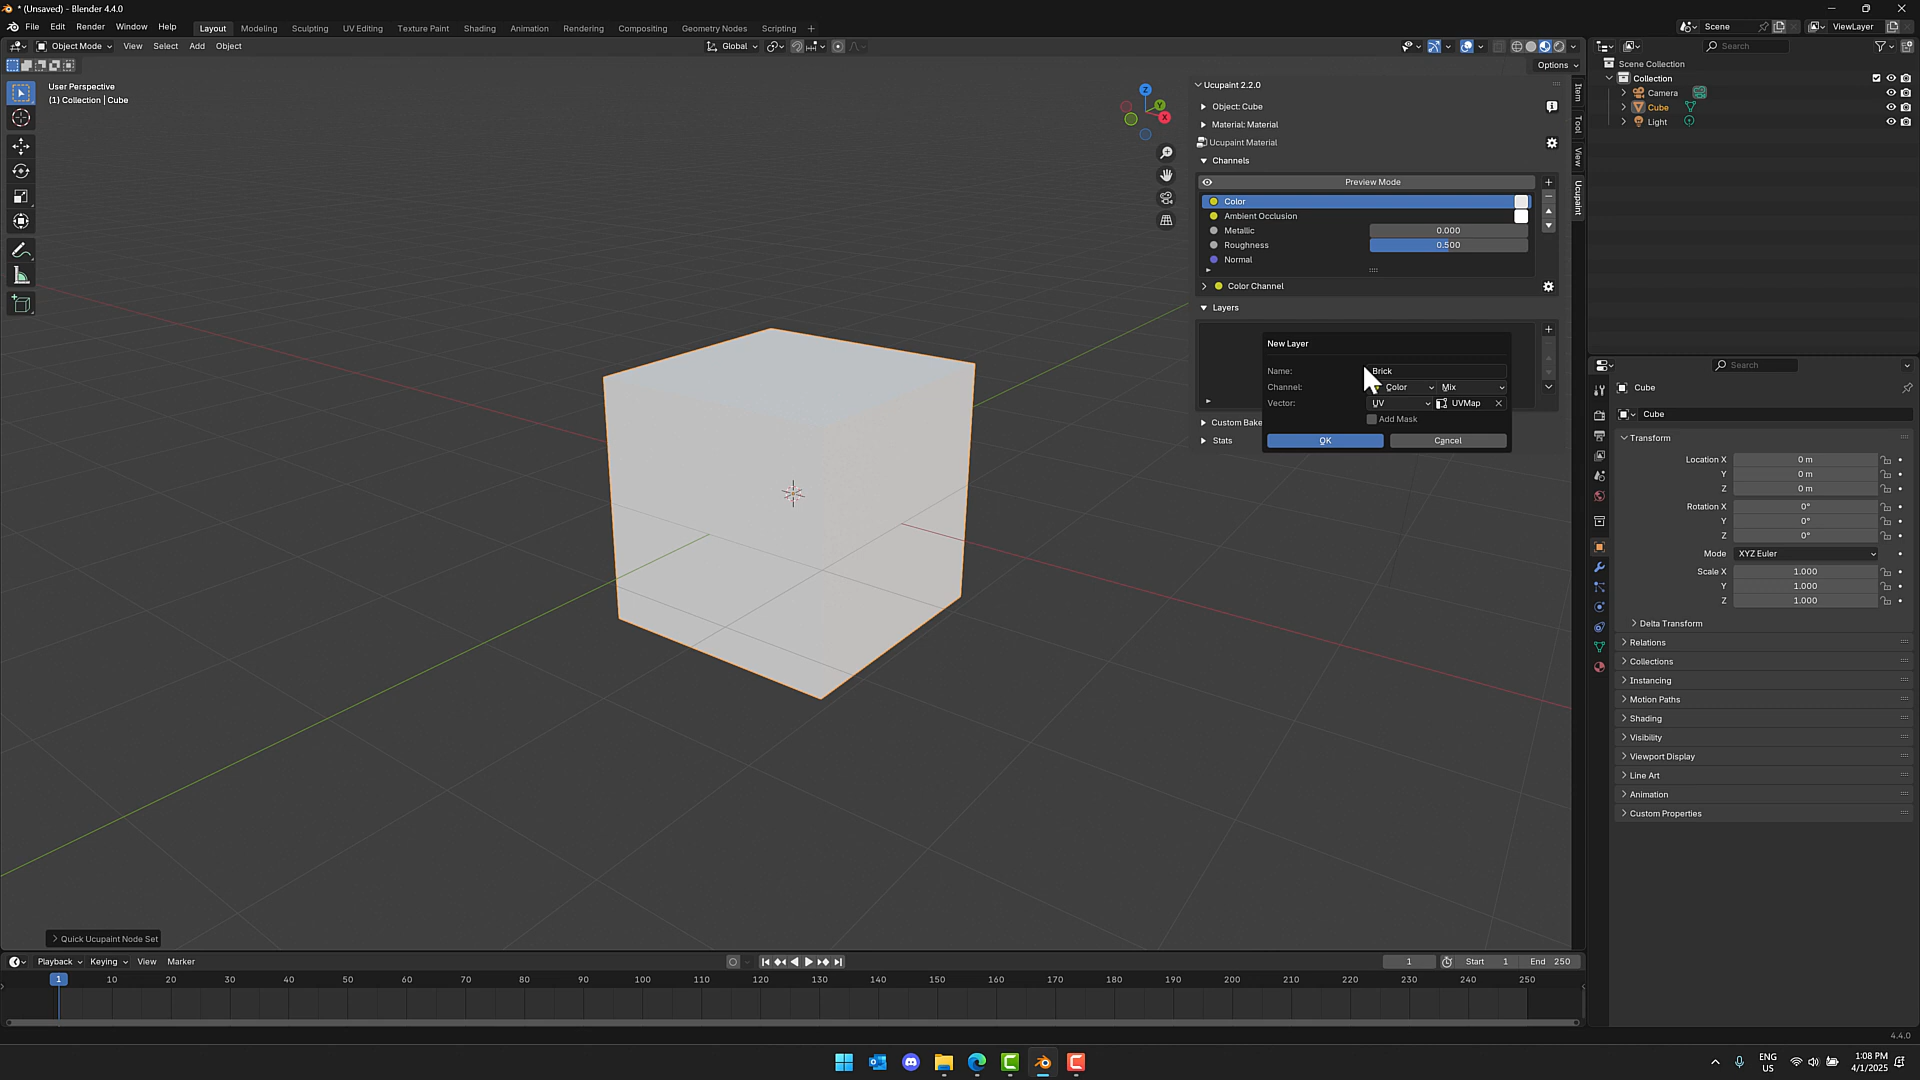 * (Unsaved) - Blender 4.4.0
File Edit Render Window Help
Layout Modeling Sculpting UV Editing Texture Paint Shading Animation Rendering Compositing Geometry Nodes Scripting +
Scene
ViewLayer
Object Mode View Select Add Object
Global
Options
User Perspective
(1) Collection | Cube
Z
Y
X
Item
Tool
View
Ucupaint
Ucupaint 2.2.0
Object: Cube
Material: Material
Ucupaint Material
Channels
Preview Mode
Color
Ambient Occlusion
Metallic 0.000
Roughness 0.500
Normal
Color Channel
Layers
New Layer
Name: Brick
Channel: Color Mix
Vector: UV UVMap
Add Mask
OK Cancel
Custom Bake
Stats
Search
Scene Collection
Collection
Camera
Cube
Light
Search
Cube
Cube
Transform
Location X 0 m
Y 0 m
Z 0 m
Rotation X 0°
Y 0°
Z 0°
Mode XYZ Euler
Scale X 1.000
Y 1.000
Z 1.000
Delta Transform
Relations
Collections
Instancing
Motion Paths
Shading
Visibility
Viewport Display
Line Art
Animation
Custom Properties
Quick Ucupaint Node Set
Playback Keying View Marker
1 Start 1 End 250
1 10 20 30 40 50 60 70 80 90 100 110 120 130 140 150 160 170 180 190 200 210 220 230 240 250
4.4.0
ENG
US
1:08 PM
4/1/2025